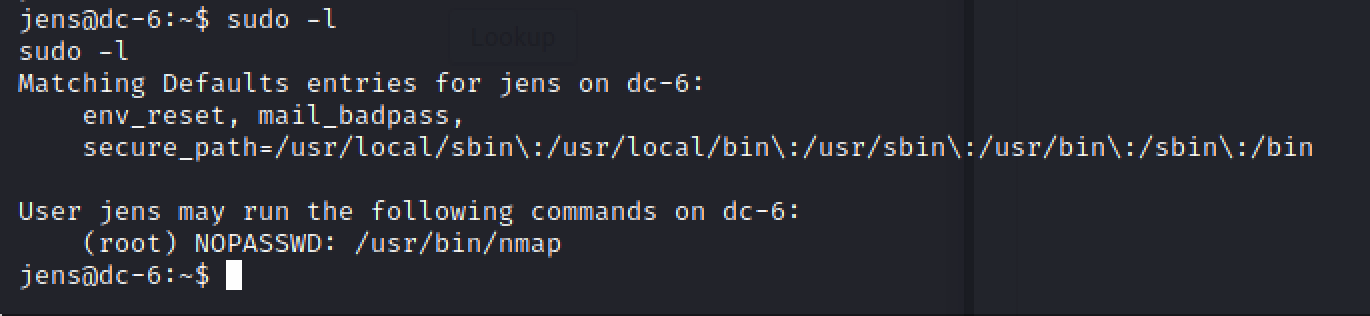 jens@dc-6:~$ sudo -l
Lookup
sudo -l
Matching Defaults entries for jens on dc-6:
    env_reset, mail_badpass,
    secure_path=/usr/local/sbin\:/usr/local/bin\:/usr/sbin\:/usr/bin\:/sbin\:/bin

User jens may run the following commands on dc-6:
    (root) NOPASSWD: /usr/bin/nmap
jens@dc-6:~$